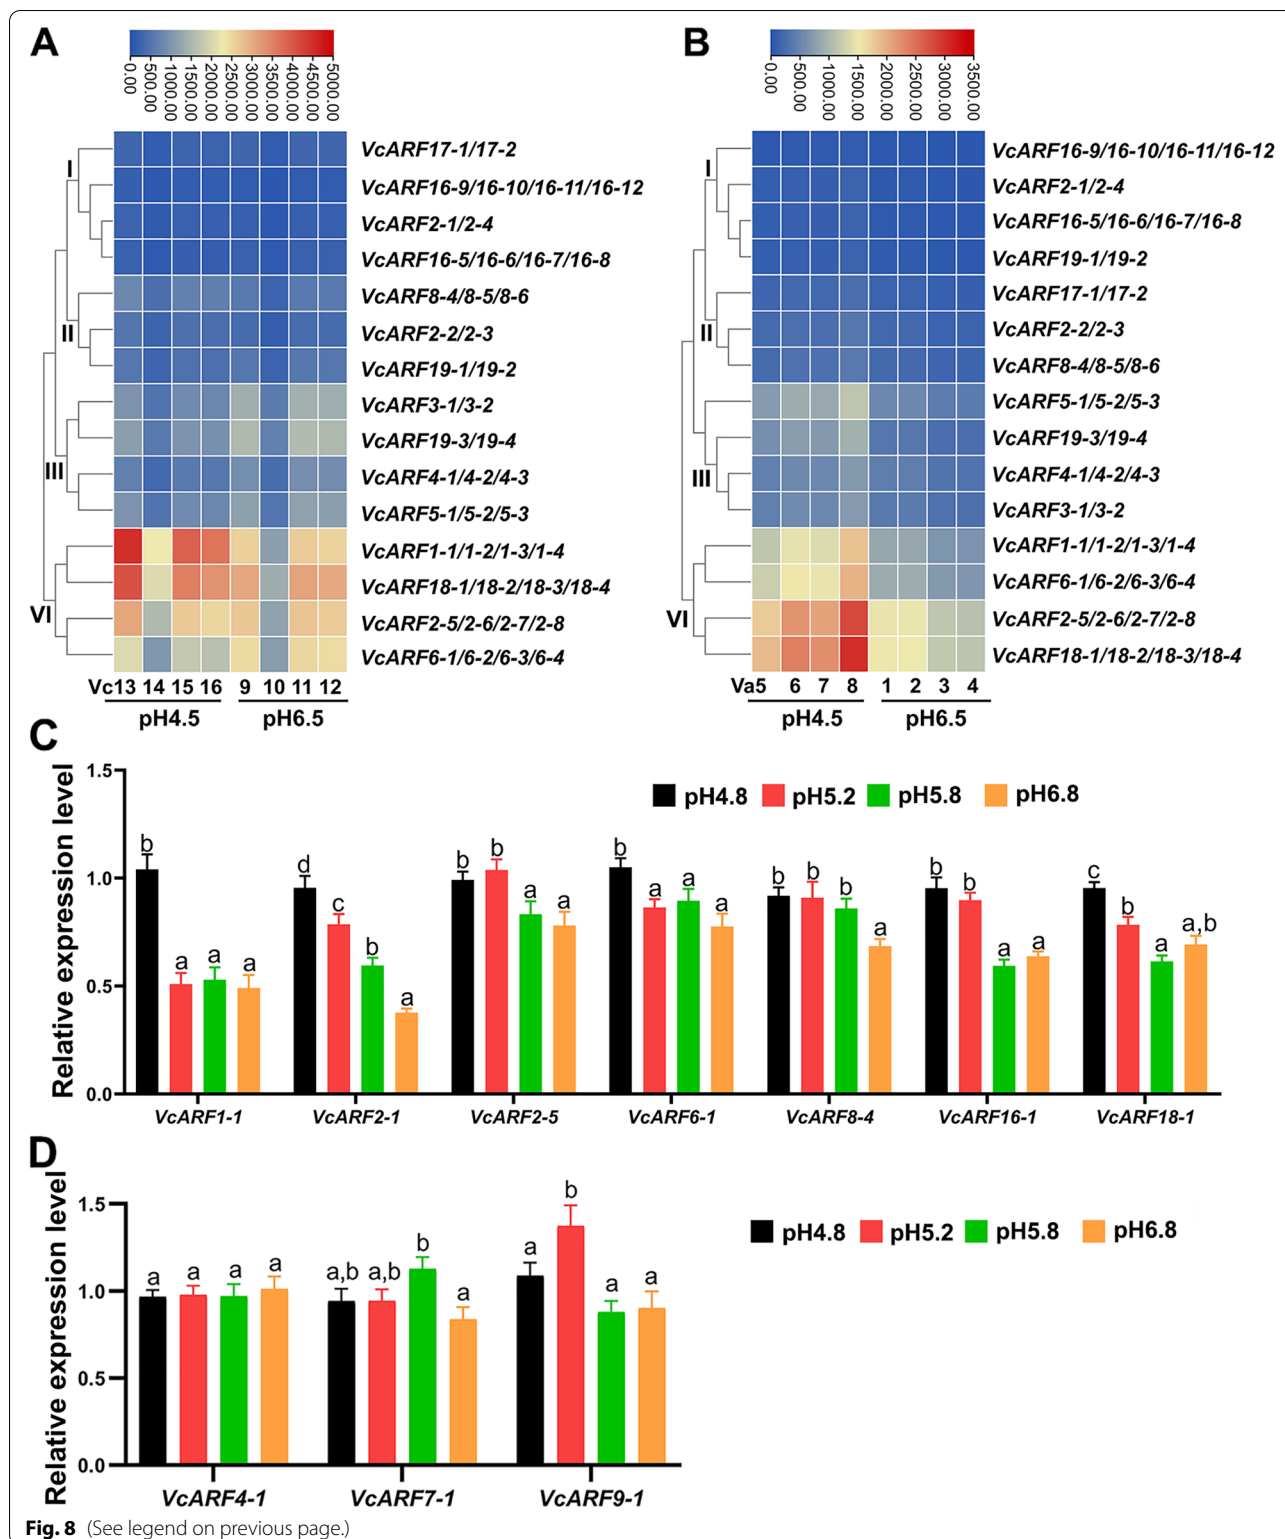 A
0.00
500.00
1000.00
1500.00
2000.00
2500.00
3000.00
3500.00
4000.00
4500.00
5000.00
I
II
III
VI
VcARF17-1/17-2
VcARF16-9/16-10/16-11/16-12
VcARF2-1/2-4
VcARF16-5/16-6/16-7/16-8
VcARF8-4/8-5/8-6
VcARF2-2/2-3
VcARF19-1/19-2
VcARF3-1/3-2
VcARF19-3/19-4
VcARF4-1/4-2/4-3
VcARF5-1/5-2/5-3
VcARF1-1/1-2/1-3/1-4
VcARF18-1/18-2/18-3/18-4
VcARF2-5/2-6/2-7/2-8
VcARF6-1/6-2/6-3/6-4
Vc13 14 15 16 9 10 11 12
pH4.5 pH6.5
B
0.00
500.00
1000.00
1500.00
2000.00
2500.00
3000.00
3500.00
I
II
III
VI
VcARF16-9/16-10/16-11/16-12
VcARF2-1/2-4
VcARF16-5/16-6/16-7/16-8
VcARF19-1/19-2
VcARF17-1/17-2
VcARF2-2/2-3
VcARF8-4/8-5/8-6
VcARF5-1/5-2/5-3
VcARF19-3/19-4
VcARF4-1/4-2/4-3
VcARF3-1/3-2
VcARF1-1/1-2/1-3/1-4
VcARF6-1/6-2/6-3/6-4
VcARF2-5/2-6/2-7/2-8
VcARF18-1/18-2/18-3/18-4
Va5 6 7 8 1 2 3 4
pH4.5 pH6.5
C
Relative expression level
1.5
1.0
0.5
0.0
pH4.8 pH5.2 pH5.8 pH6.8
b a a a
d c b a
b b a a
b a a a
b b b a
b b a a
c b a a,b
VcARF1-1 VcARF2-1 VcARF2-5 VcARF6-1 VcARF8-4 VcARF16-1 VcARF18-1
D
Relative expression level
1.5
1.0
0.5
0.0
pH4.8 pH5.2 pH5.8 pH6.8
a a a a
a,b a,b b a
a b a a
VcARF4-1 VcARF7-1 VcARF9-1
Fig. 8 (See legend on previous page.)